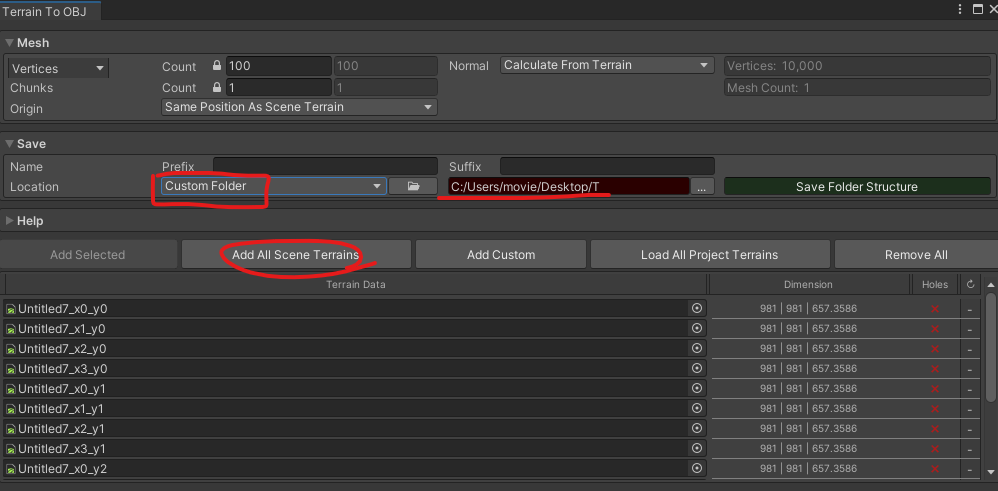 Terrain To OBJ
Mesh
Vertices Count 100 100 Normal Calculate From Terrain Vertices: 10,000
Chunks Count 1 1 Mesh Count: 1
Origin Same Position As Scene Terrain
Save
Name Prefix Suffix
Location Custom Folder C:/Users/movie/Desktop/T ... Save Folder Structure
Help
Add Selected Add All Scene Terrains Add Custom Load All Project Terrains Remove All
Terrain Data Dimension Holes
Untitled7_x0_y0 981 | 981 | 657.3586 -
Untitled7_x1_y0 981 | 981 | 657.3586 -
Untitled7_x2_y0 981 | 981 | 657.3586 -
Untitled7_x3_y0 981 | 981 | 657.3586 -
Untitled7_x0_y1 981 | 981 | 657.3586 -
Untitled7_x1_y1 981 | 981 | 657.3586 -
Untitled7_x2_y1 981 | 981 | 657.3586 -
Untitled7_x3_y1 981 | 981 | 657.3586 -
Untitled7_x0_y2 981 | 981 | 657.3586 -